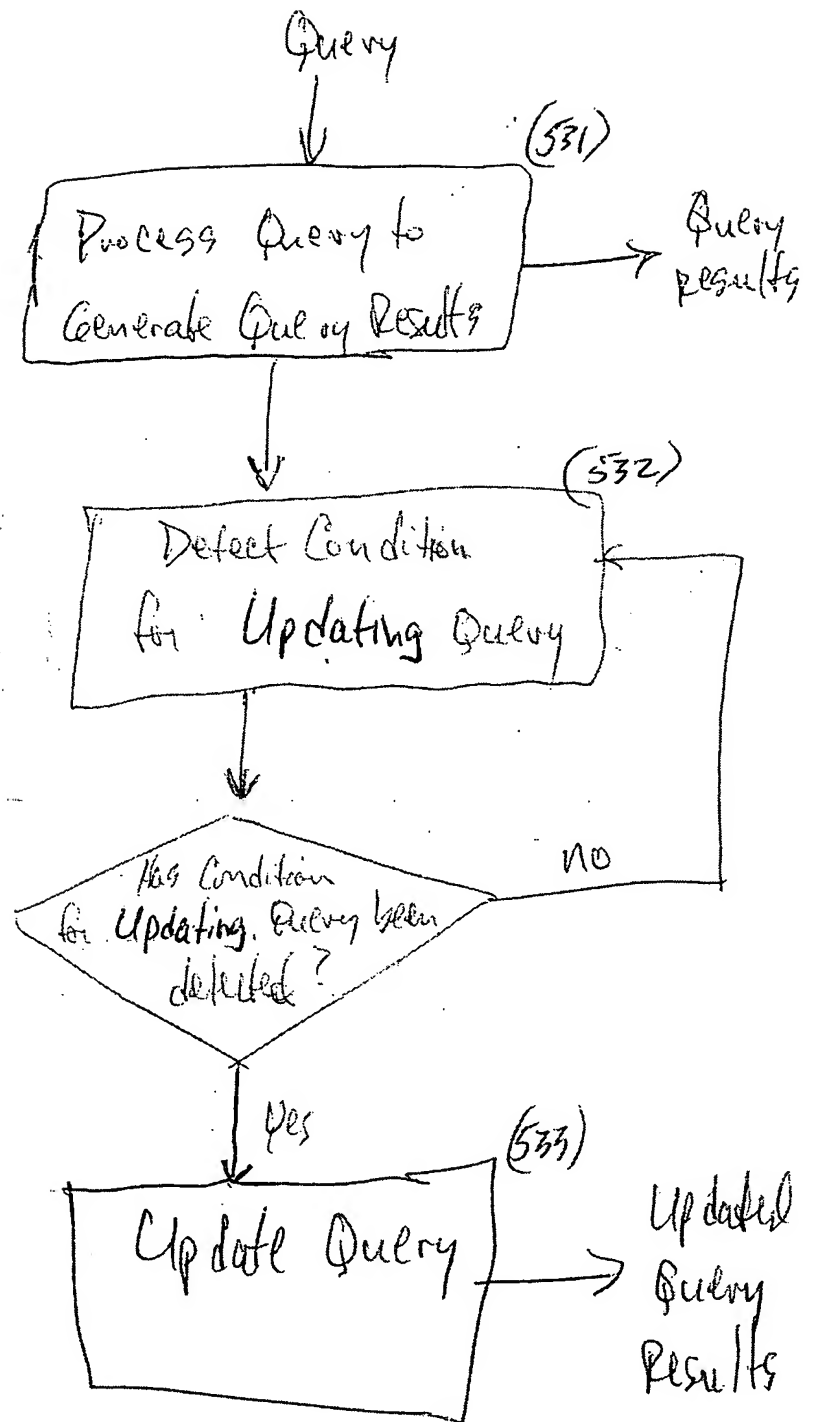 Query
(531)
Process Query to
Generate Query Results
Query
results
(532)
Detect Condition
for Updating Query
Has Condition
for Updating Query been
detected?
no
Yes
(533)
Update Query
Updated
Query
Results